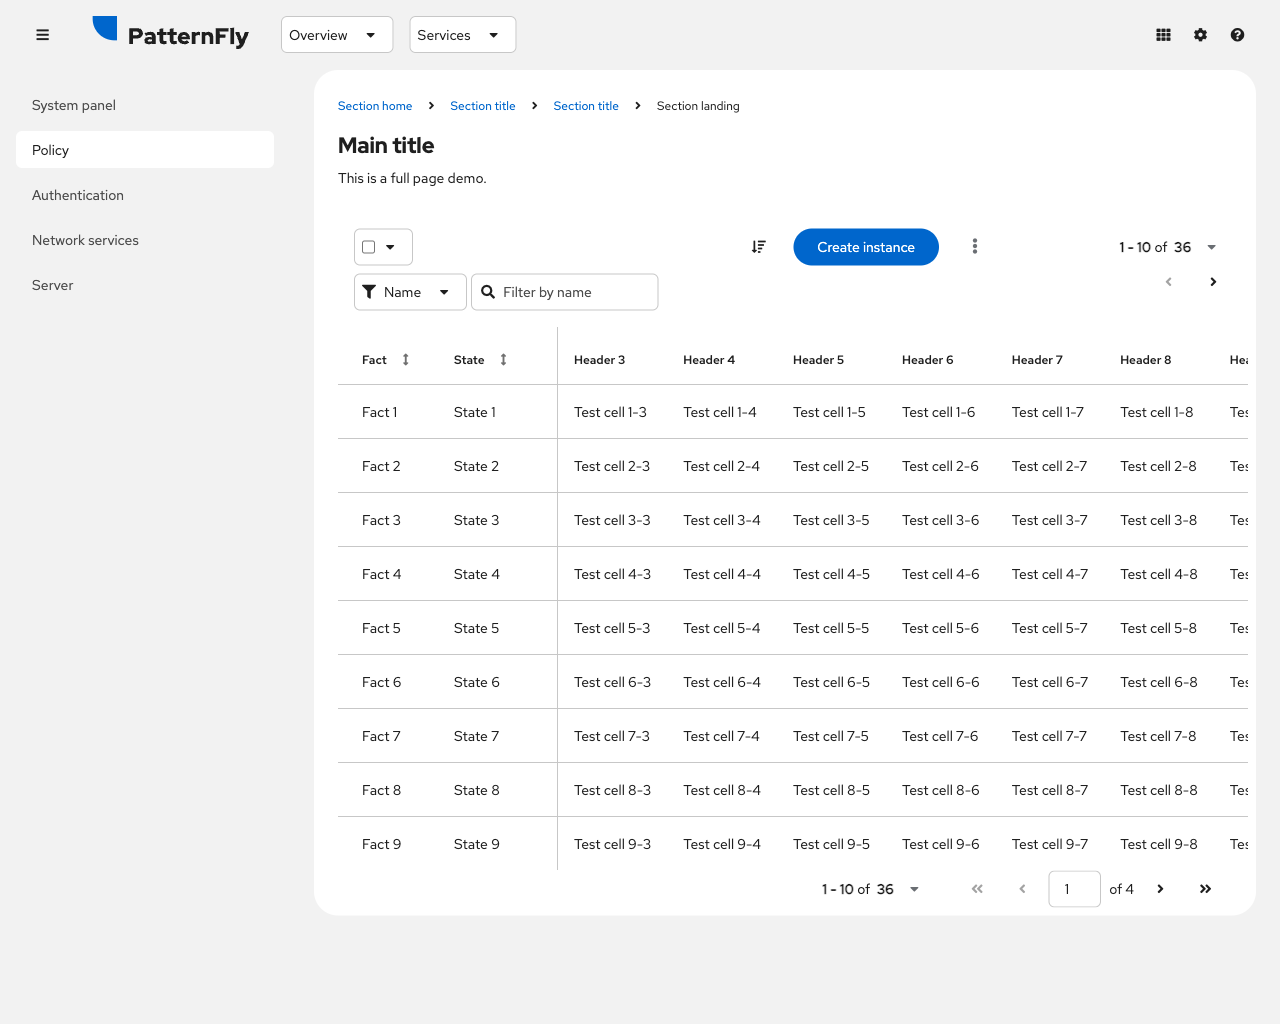 PatternFly Overview Services
System panel
Policy
Authentication
Network services
Server
Section home Section title Section title Section landing
Main title
This is a full page demo.
Create instance 1 - 10 of 36
Name Filter by name
Fact State Header 3 Header 4 Header 5 Header 6 Header 7 Header 8
Fact 1 State 1 Test cell 1-3 Test cell 1-4 Test cell 1-5 Test cell 1-6 Test cell 1-7 Test cell 1-8
Fact 2 State 2 Test cell 2-3 Test cell 2-4 Test cell 2-5 Test cell 2-6 Test cell 2-7 Test cell 2-8
Fact 3 State 3 Test cell 3-3 Test cell 3-4 Test cell 3-5 Test cell 3-6 Test cell 3-7 Test cell 3-8
Fact 4 State 4 Test cell 4-3 Test cell 4-4 Test cell 4-5 Test cell 4-6 Test cell 4-7 Test cell 4-8
Fact 5 State 5 Test cell 5-3 Test cell 5-4 Test cell 5-5 Test cell 5-6 Test cell 5-7 Test cell 5-8
Fact 6 State 6 Test cell 6-3 Test cell 6-4 Test cell 6-5 Test cell 6-6 Test cell 6-7 Test cell 6-8
Fact 7 State 7 Test cell 7-3 Test cell 7-4 Test cell 7-5 Test cell 7-6 Test cell 7-7 Test cell 7-8
Fact 8 State 8 Test cell 8-3 Test cell 8-4 Test cell 8-5 Test cell 8-6 Test cell 8-7 Test cell 8-8
Fact 9 State 9 Test cell 9-3 Test cell 9-4 Test cell 9-5 Test cell 9-6 Test cell 9-7 Test cell 9-8
1 - 10 of 36 1 of 4